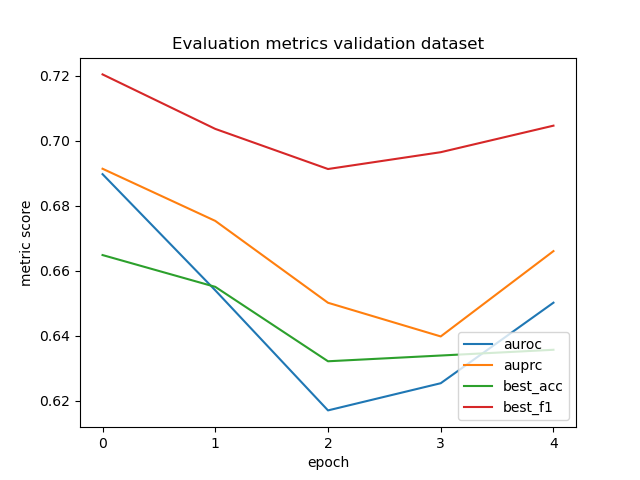 Evaluation metrics validation dataset
metric score
0.72
0.70
0.68
0.66
0.64
0.62
0
1
2
3
4
epoch
auroc
auprc
best_acc
best_f1